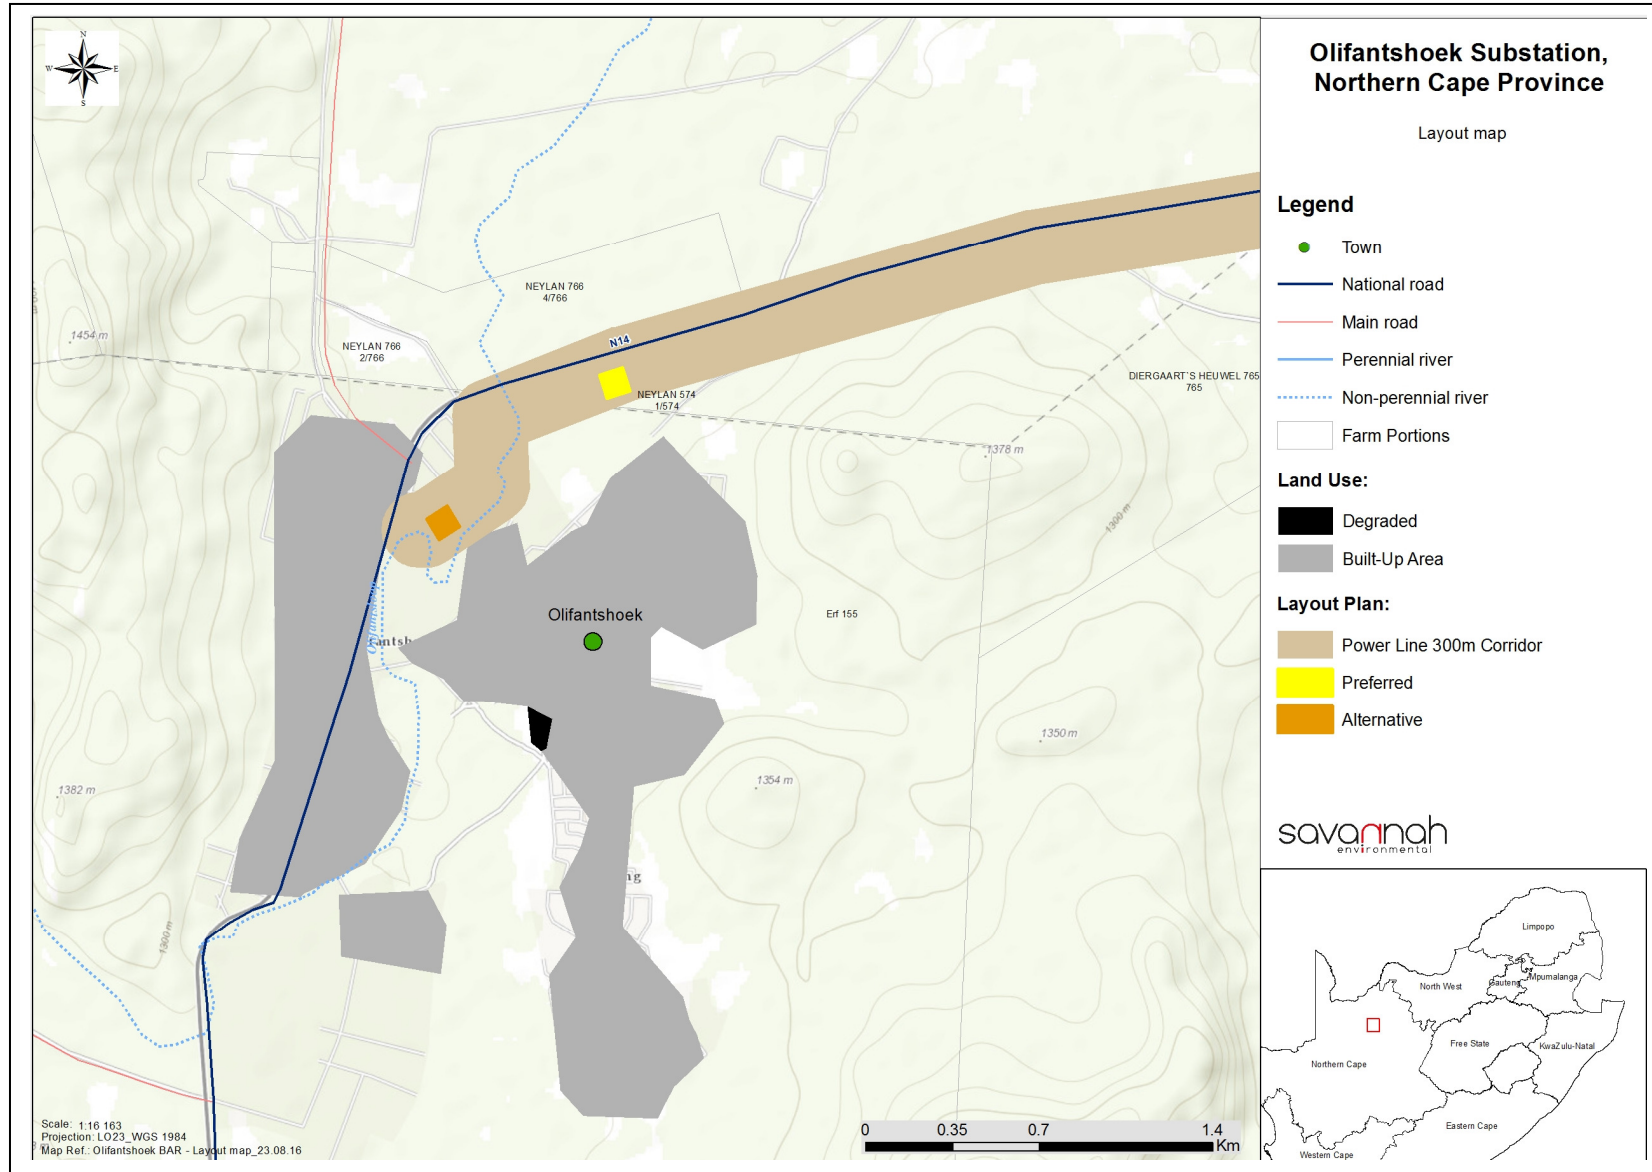 N
W
E
S
1454 m
NEYLAN 766
4/766
NEYLAN 766
2/766
N14
NEYLAN 574
1/574
DIERGAART`S HEUWEL 765
765
1378 m
1300 m
Olifantshoek
Erf 155
antsh
1350 m
1354 m
1382 m
ng
1300 m
Scale: 1:16 163
Projection: LO23_WGS 1984
Map Ref.: Olifantshoek BAR - Layout map_23.08.16
0 0.35 0.7 1.4
Km
Olifantshoek Substation,
Northern Cape Province
Layout map
Legend
Town
National road
Main road
Perennial river
Non-perennial river
Farm Portions
Land Use:
Degraded
Built-Up Area
Layout Plan:
Power Line 300m Corridor
Preferred
Alternative
savannah
environmental
Limpopo
Mpumalanga
Gauteng
North West
Free State
KwaZulu-Natal
Northern Cape
Eastern Cape
Western Cape